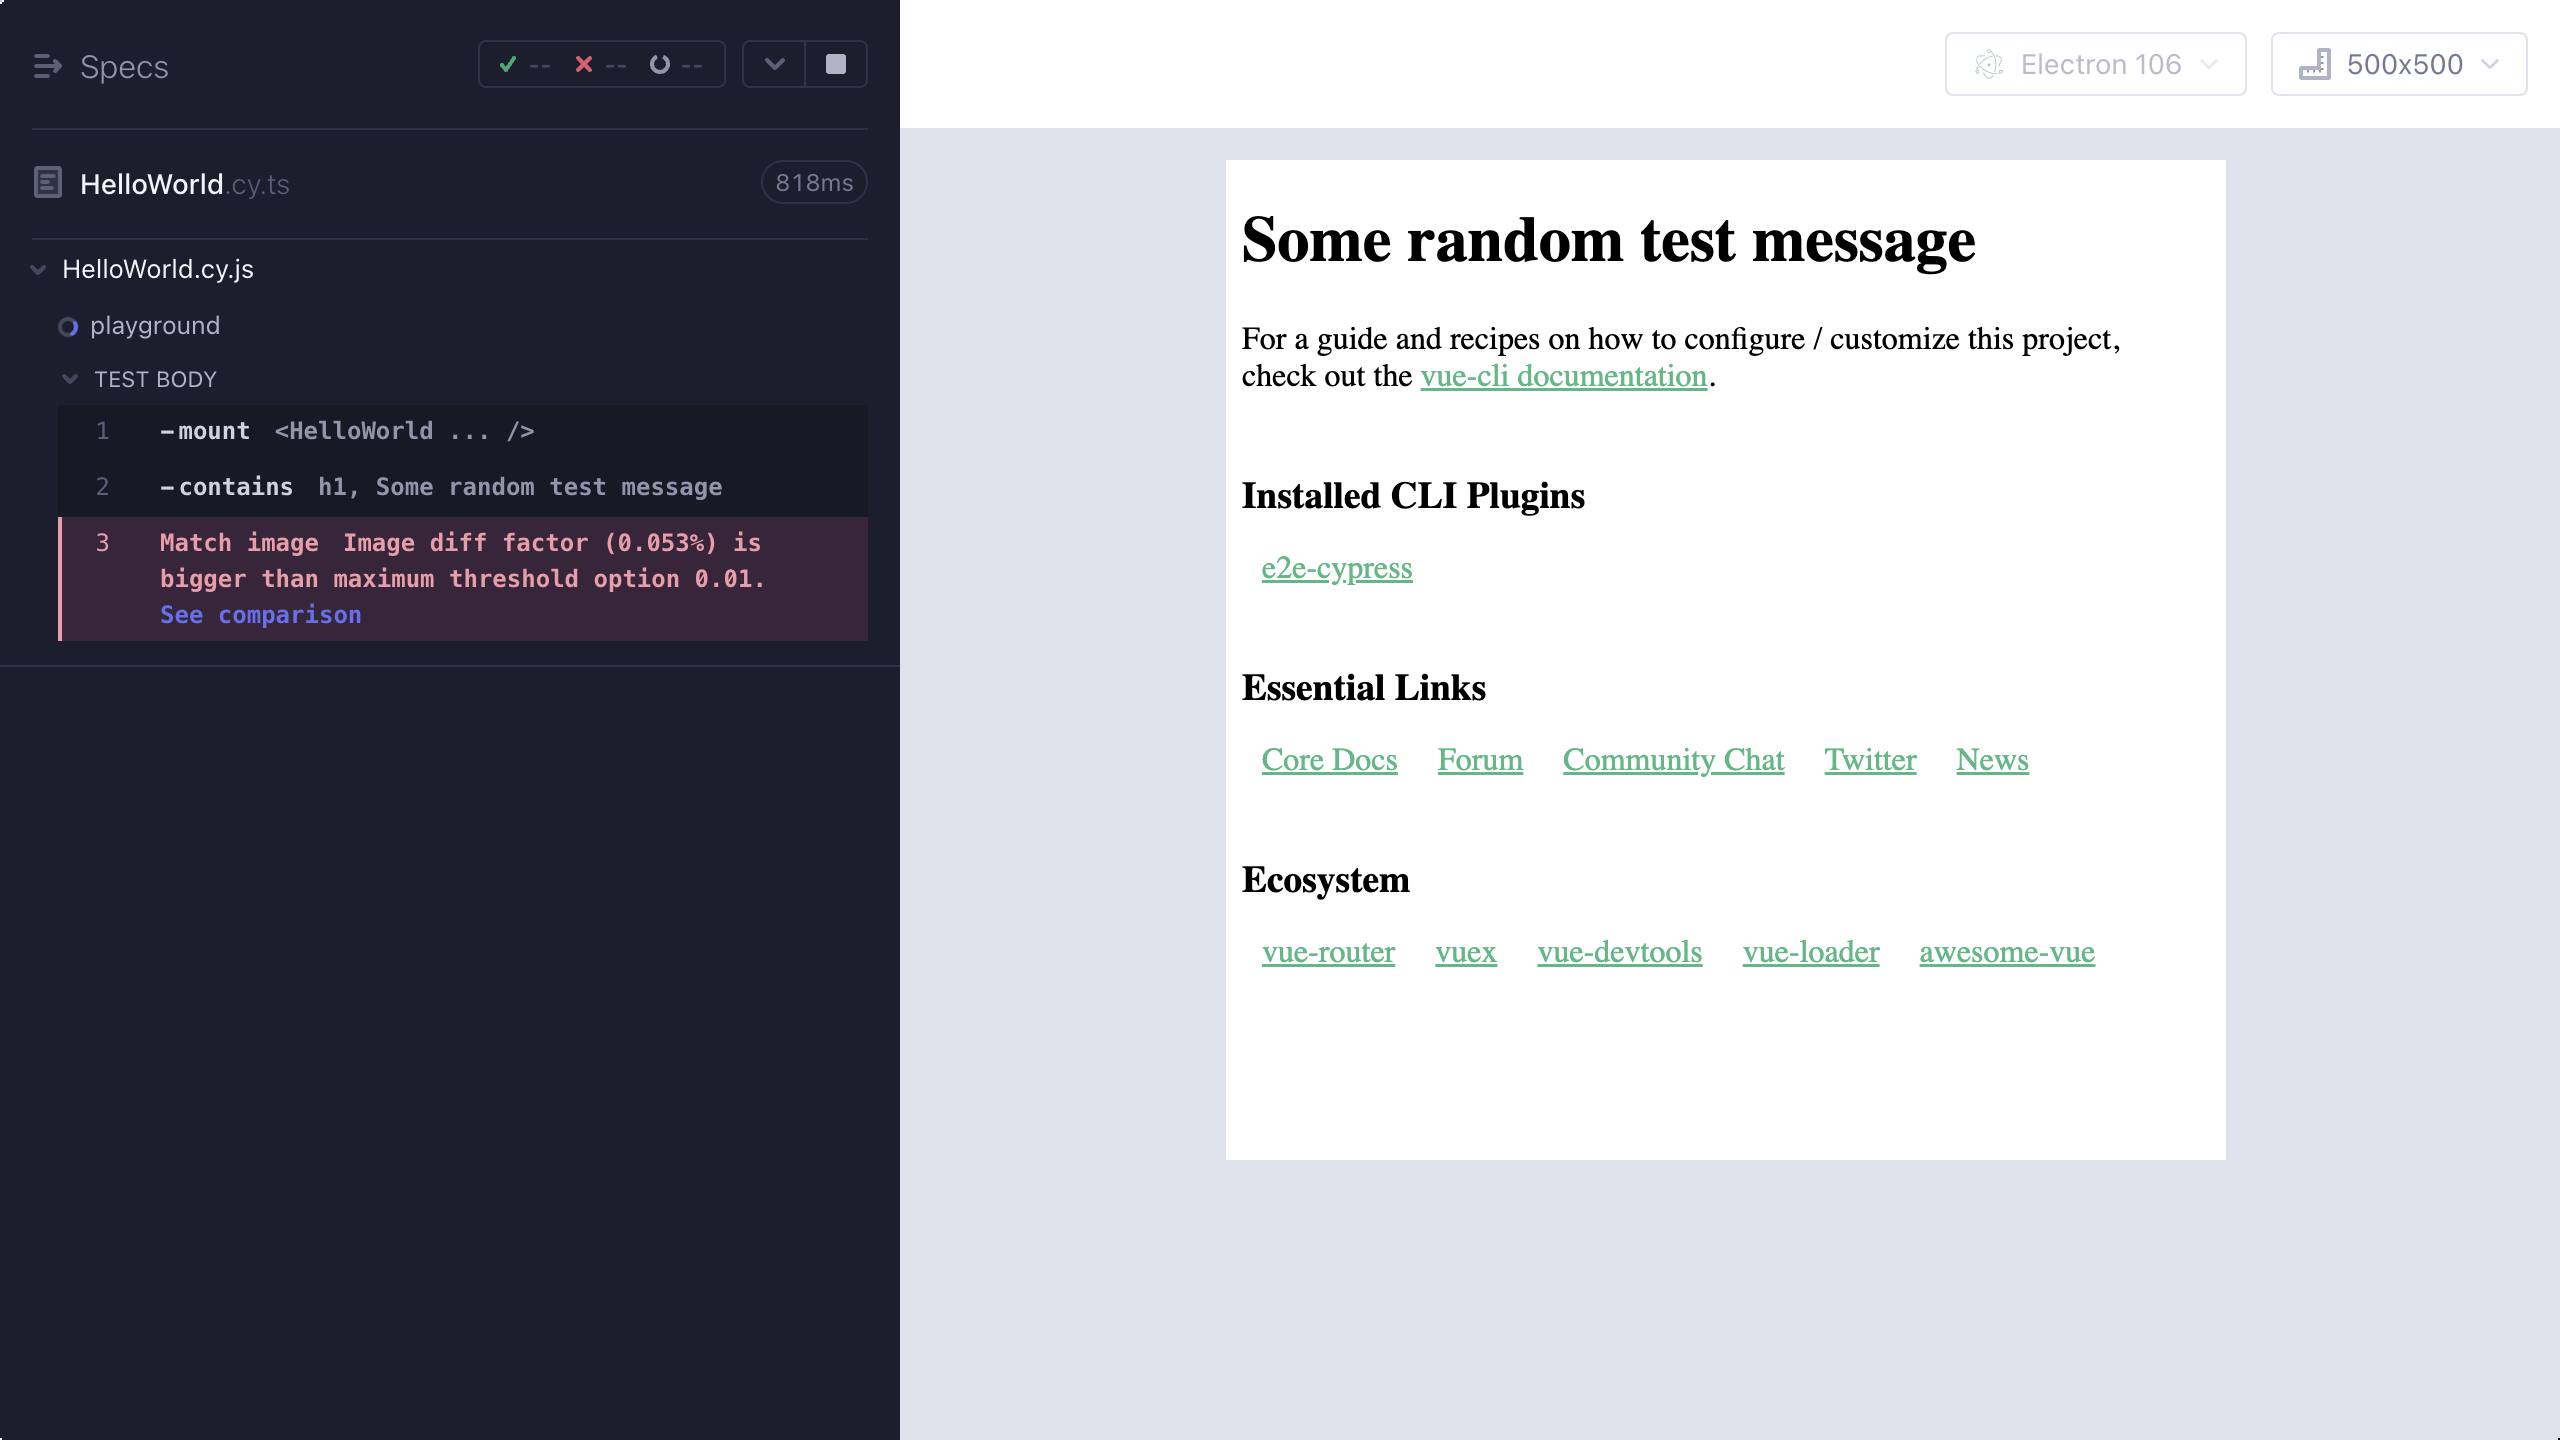 Specs
-- -- --
HelloWorld.cy.ts 818ms
HelloWorld.cy.js
playground
TEST BODY
1 -mount <HelloWorld ... />
2 -contains h1, Some random test message
3 Match image Image diff factor (0.053%) is
bigger than maximum threshold option 0.01.
See comparison
Electron 106 500x500
Some random test message
For a guide and recipes on how to configure / customize this project,
check out the vue-cli documentation.
Installed CLI Plugins
e2e-cypress
Essential Links
Core Docs Forum Community Chat Twitter News
Ecosystem
vue-router vuex vue-devtools vue-loader awesome-vue